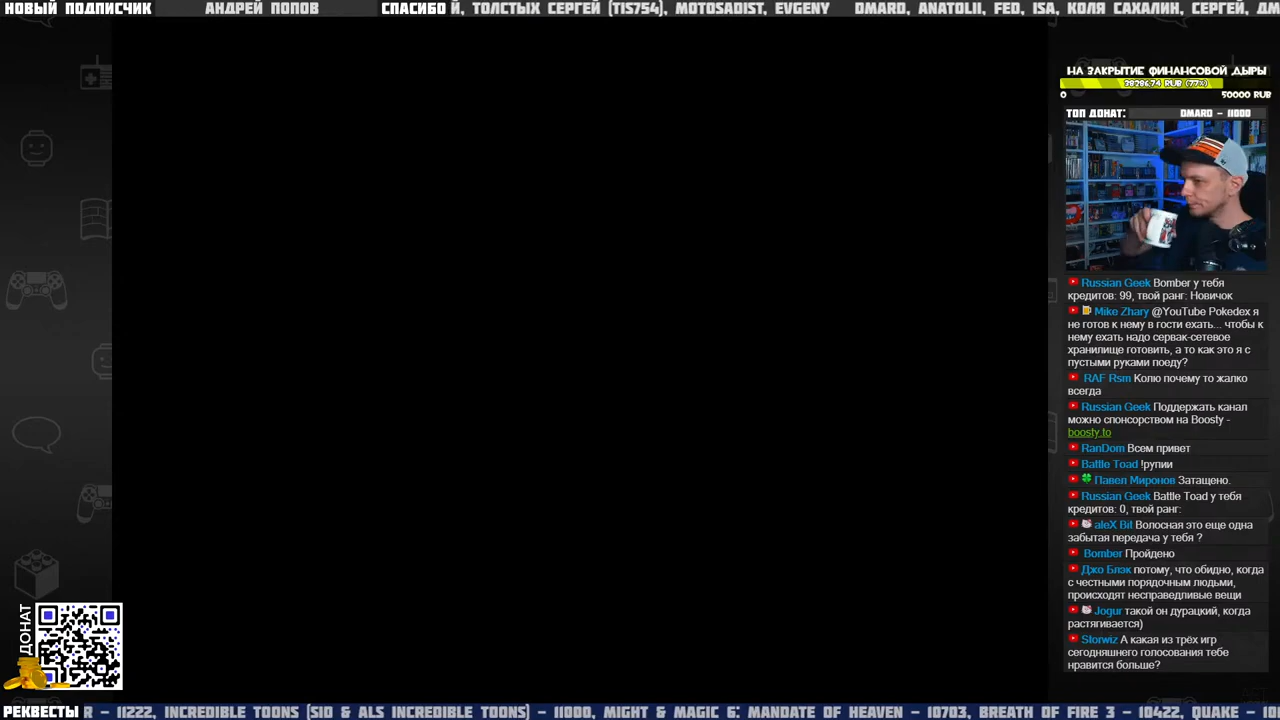 НОВЫЙ ПОДПИСЧИК АНДРЕЙ ПОПОВ СПАСИБО Й, ТОЛСТЫХ СЕРГЕЙ (TIS754), MOTOSADIST, EVGENY DMARD, ANATOLII, FED, ISA, КОЛЯ САХАЛИН, СЕРГЕЙ, ДМ
НА ЗАКРЫТИЕ ФИНАНСОВОЙ ДЫРЫ
38286.74 RUB (77%)
0 50000 RUB
ТОП ДОНАТ: DMARD - 11000
Russian Geek Bomber у тебя
кредитов: 99, твой ранг: Новичок
Mike Zhary @YouTube Pokedex я
не готов к нему в гости ехать... чтобы к
нему ехать надо сервак-сетевое
хранилище готовить, а то как это я с
пустыми руками поеду?
RAF Rsm Колю почему то жалко
всегда
Russian Geek Поддержать канал
можно спонсорством на Boosty -
boosty.to
RanDom Всем привет
Battle Toad !рупии
Павел Миронов Затащено.
Russian Geek Battle Toad у тебя
кредитов: 0, твой ранг:
aleX Bit Волосная это еще одна
забытая передача у тебя ?
Bomber Пройдено
Джо Блэк потому, что обидно, когда
с честными порядочным людьми,
происходят несправедливые вещи
Jogur такой он дурацкий, когда
растягивается)
Storwiz А какая из трёх игр
сегодняшнего голосования тебе
нравится больше?
ДОНАТ
РЕКВЕСТЫ R - 11222, INCREDIBLE TOONS (SID & ALS INCREDIBLE TOONS) - 11000, MIGHT & MAGIC 6: MANDATE OF HEAVEN - 10703, BREATH OF FIRE 3 - 10422, QUAKE - 100